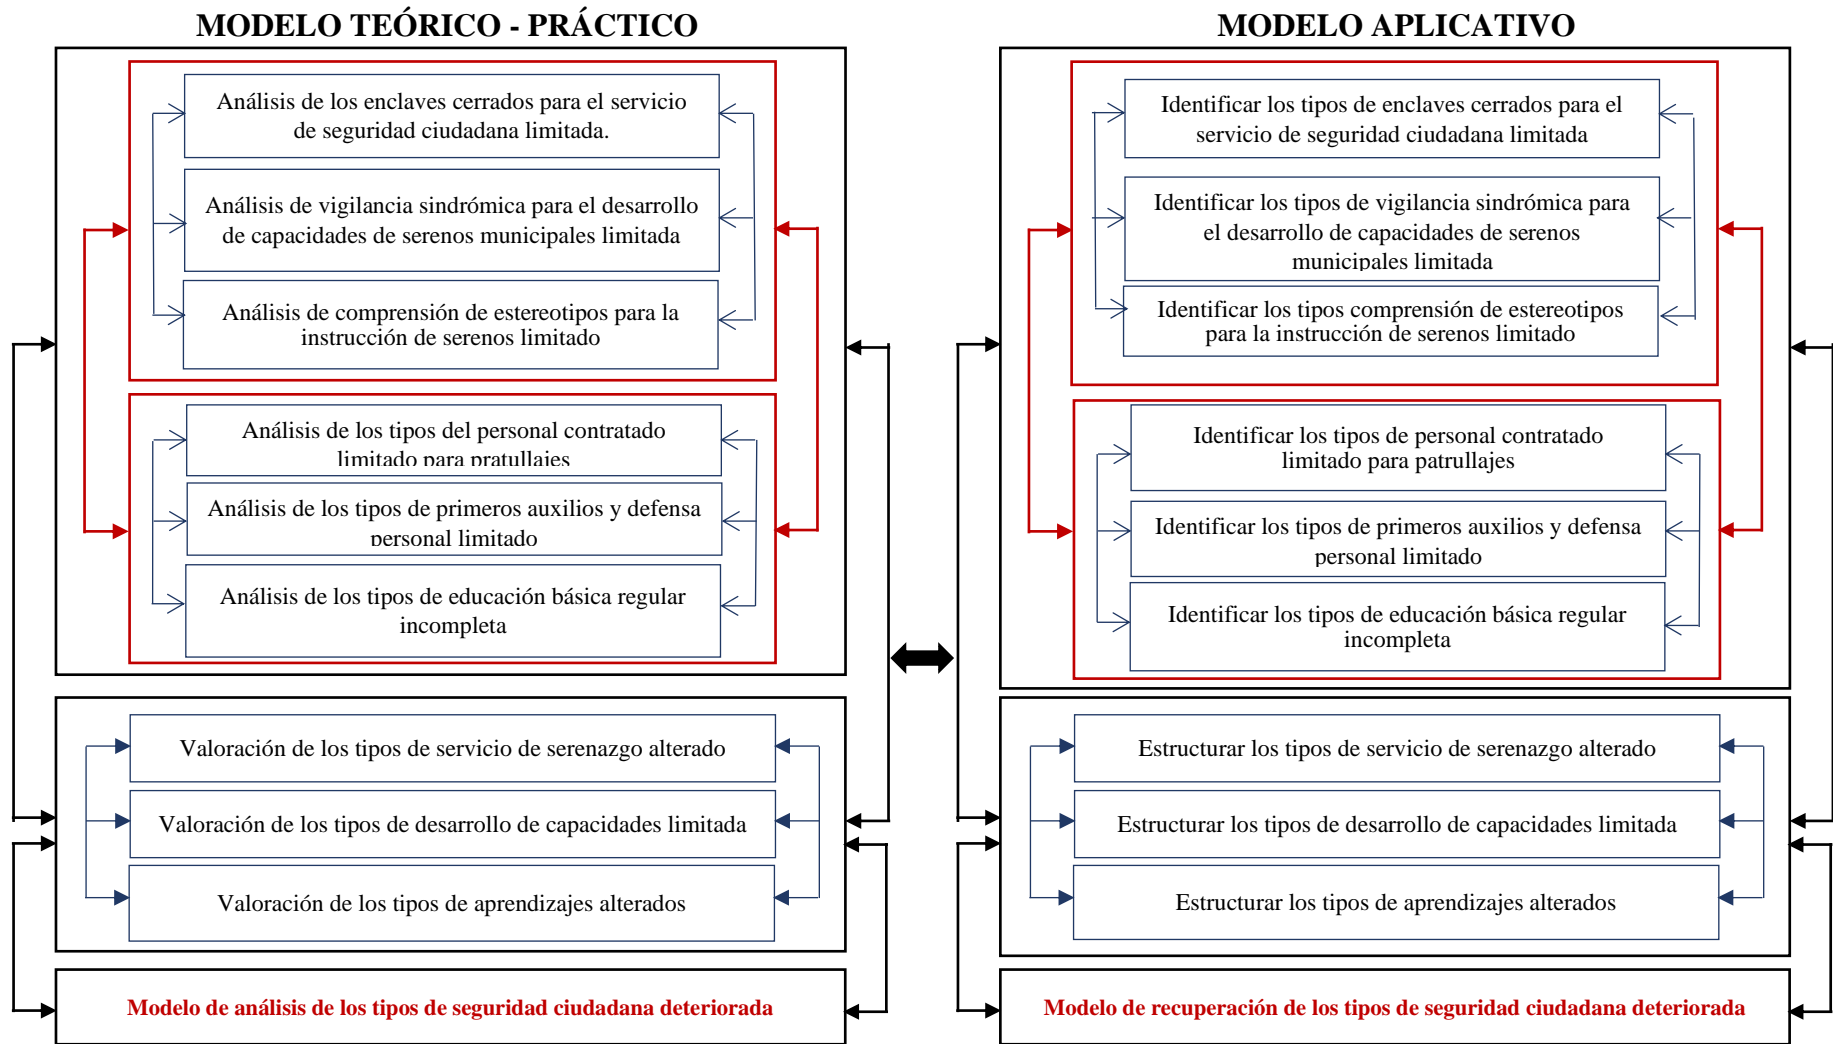 MODELO TEÓRICO - PRÁCTICO
Análisis de los enclaves cerrados para el servicio
de seguridad ciudadana limitada.
Análisis de vigilancia sindrómica para el desarrollo
de capacidades de serenos municipales limitada
Análisis de comprensión de estereotipos para la
instrucción de serenos limitado
Análisis de los tipos del personal contratado
limitado para pratullajes
Análisis de los tipos de primeros auxilios y defensa
personal limitado
Análisis de los tipos de educación básica regular
incompleta
Valoración de los tipos de servicio de serenazgo alterado
Valoración de los tipos de desarrollo de capacidades limitada
Valoración de los tipos de aprendizajes alterados
Modelo de análisis de los tipos de seguridad ciudadana deteriorada
MODELO APLICATIVO
Identificar los tipos de enclaves cerrados para el
servicio de seguridad ciudadana limitada
Identificar los tipos de vigilancia sindrómica para
el desarrollo de capacidades de serenos
municipales limitada
Identificar los tipos comprensión de estereotipos
para la instrucción de serenos limitado
Identificar los tipos de personal contratado
limitado para patrullajes
Identificar los tipos de primeros auxilios y defensa
personal limitado
Identificar los tipos de educación básica regular
incompleta
Estructurar los tipos de servicio de serenazgo alterado
Estructurar los tipos de desarrollo de capacidades limitada
Estructurar los tipos de aprendizajes alterados
Modelo de recuperación de los tipos de seguridad ciudadana deteriorada